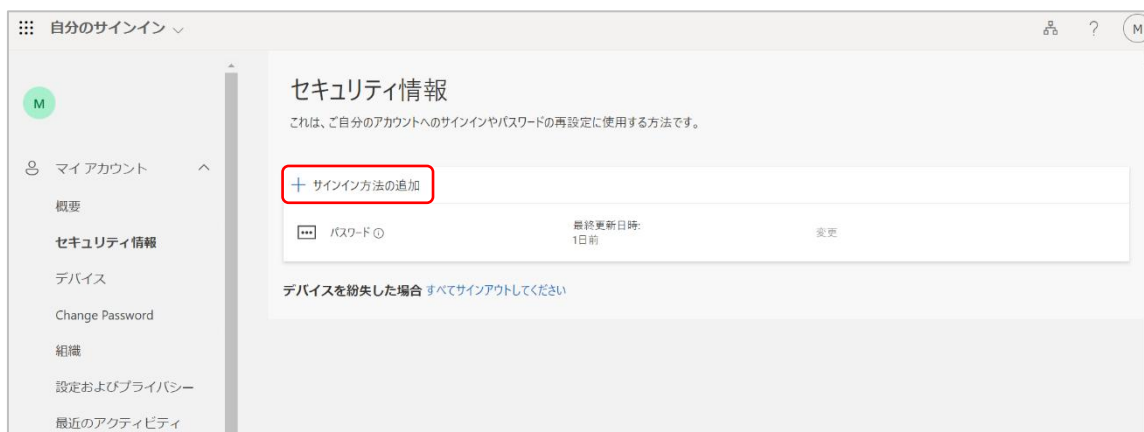 自分のサインイン
?
M
M
マイ アカウント
概要
セキュリティ情報
デバイス
Change Password
組織
設定およびプライバシー
最近のアクティビティ
セキュリティ情報
これは、ご自分のアカウントへのサインインやパスワードの再設定に使用する方法です。
+ サインイン方法の追加
パスワード
最終更新日時:
1日前
変更
デバイスを紛失した場合 すべてサインアウトしてください